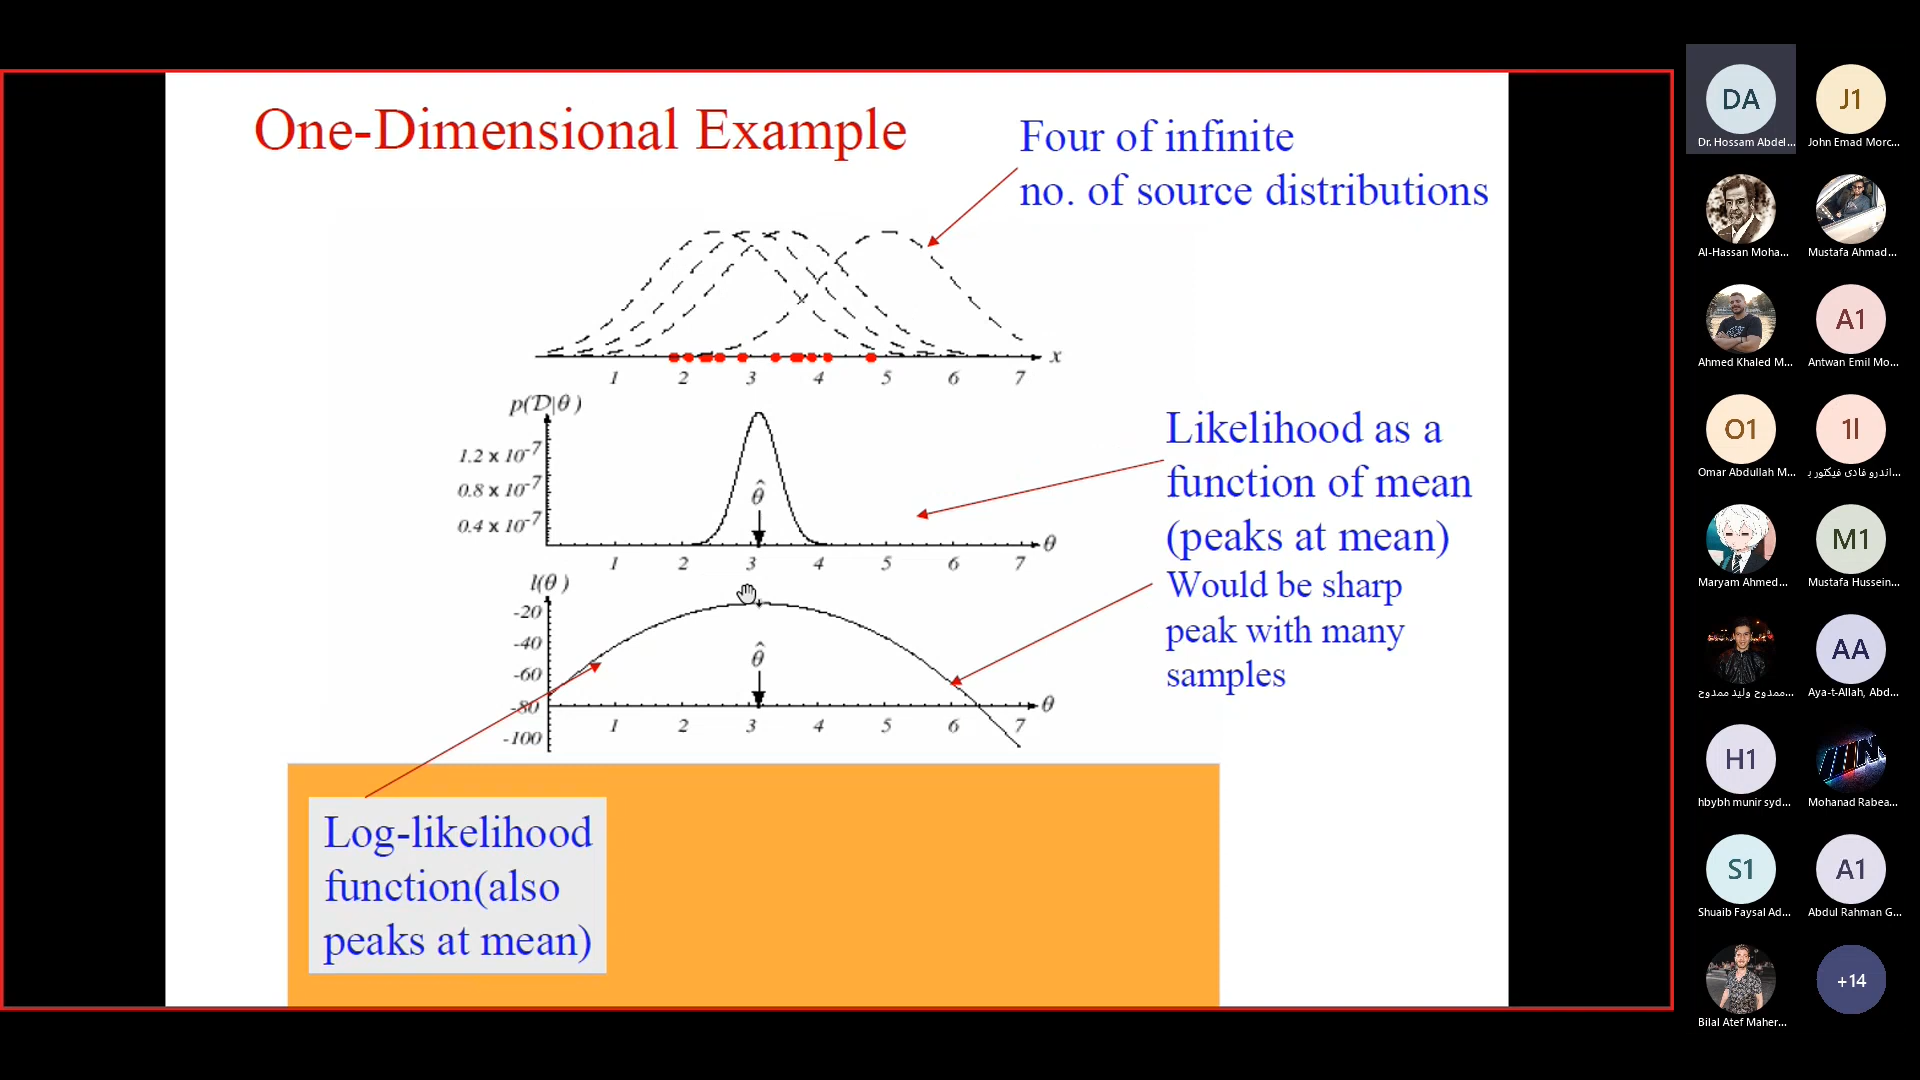 One-Dimensional Example
Four of infinite
no. of source distributions
x
1 2 3 4 5 6 7
p(D|θ )
1.2 x 10-7
0.8 x 10-7
0.4 x 10-7
θ̂
θ
1 2 3 4 5 6 7
Likelihood as a
function of mean
(peaks at mean)
Would be sharp
peak with many
samples
l(θ )
-20
-40
-60
-80
-100
θ̂
θ
1 2 3 4 5 6 7
Log-likelihood
function(also
peaks at mean)
DA
Dr. Hossam Abdel...
J1
John Emad Morc...
Al-Hassan Moha...
Mustafa Ahmad...
Ahmed Khaled M...
A1
Antwan Emil Mo...
O1
Omar Abdullah M...
1ا
اندرو فادى فيكتور ب...
Maryam Ahmed...
M1
Mustafa Hussein...
ممدوح وليد ممدوح...
AA
Aya-t-Allah, Abd...
H1
hbybh munir syd...
Mohanad Rabea...
S1
Shuaib Faysal Ad...
A1
Abdul Rahman G...
Bilal Atef Maher...
+14